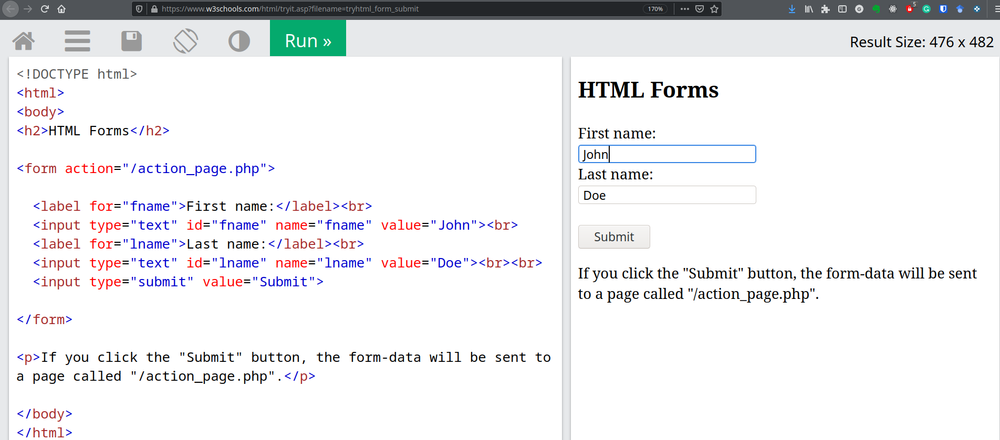 https://www.w3schools.com/html/tryit.asp?filename=tryhtml_form_submit
170%
5
Run »
Result Size: 476 x 482
<!DOCTYPE html>
<html>
<body>
<h2>HTML Forms</h2>
<form action="/action_page.php">
<label for="fname">First name:</label><br>
<input type="text" id="fname" name="fname" value="John"><br>
<label for="lname">Last name:</label><br>
<input type="text" id="lname" name="lname" value="Doe"><br><br>
<input type="submit" value="Submit">
</form>
<p>If you click the "Submit" button, the form-data will be sent to
a page called "/action_page.php".</p>
</body>
</html>
HTML Forms
First name:
John
Last name:
Doe
Submit
If you click the "Submit" button, the form-data will be sent
to a page called "/action_page.php".